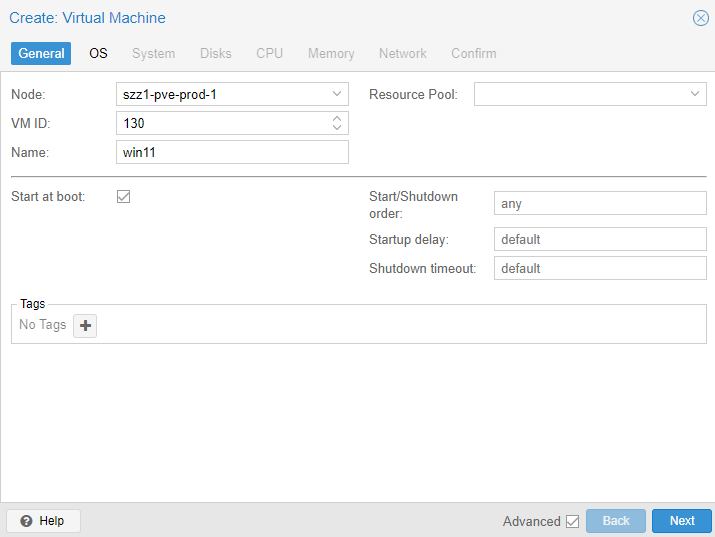 Create: Virtual Machine
General OS System Disks CPU Memory Network Confirm
Node: szz1-pve-prod-1 Resource Pool:
VM ID: 130
Name: win11
Start at boot: Start/Shutdown order: any
Startup delay: default
Shutdown timeout: default
Tags
No Tags
Help Advanced Back Next